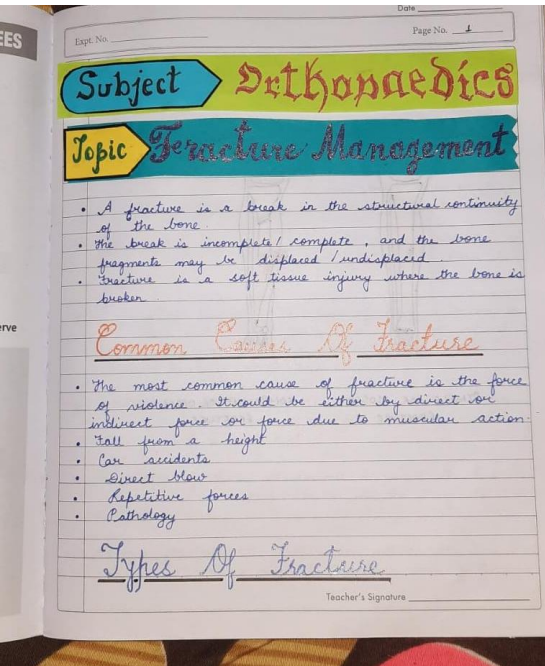 EES
erve
Date
Expt. No.
Page No. 1
Subject Orthopaedics
Topic Feracture Management
• A fracture is a break in the structural continuity
of the bone.
• The break is incomplete/complete, and the bone
fragments may be displaced/undisplaced.
• Fracture is a soft tissue injury where the bone is
broken.
Common Causes Of Fracture
• The most common cause of fracture is the force
of violence. It could be either by direct or
indirect force or force due to muscular action.
• Fall from a height
• Car accidents
• Direct blow
• Repetitive forces
• Pathology
Types Of Fracture
Teacher's Signature